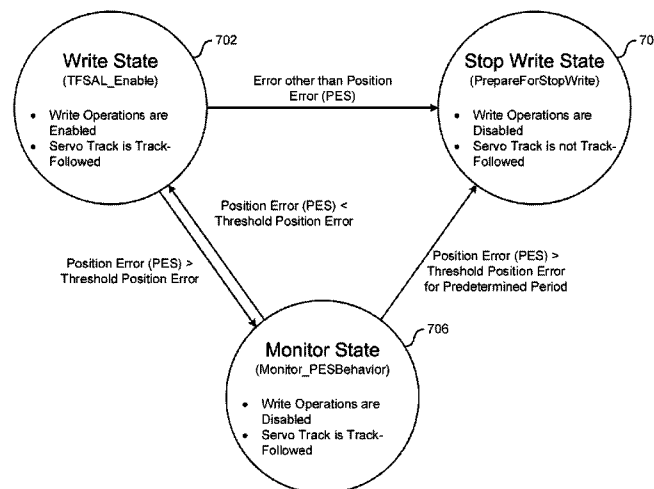 702
Write State
(TFSAL_Enable)
• Write Operations are
Enabled
• Servo Track is Track-
Followed
Error other than Position
Error (PES)
70
Stop Write State
(PrepareForStopWrite)
• Write Operations are
Disabled
• Servo Track is not Track-
Followed
Position Error (PES) <
Threshold Position Error
Position Error (PES) >
Threshold Position Error
Position Error (PES) >
Threshold Position Error
for Predetermined Period
706
Monitor State
(Monitor_PESBehavior)
• Write Operations are
Disabled
• Servo Track is Track-
Followed